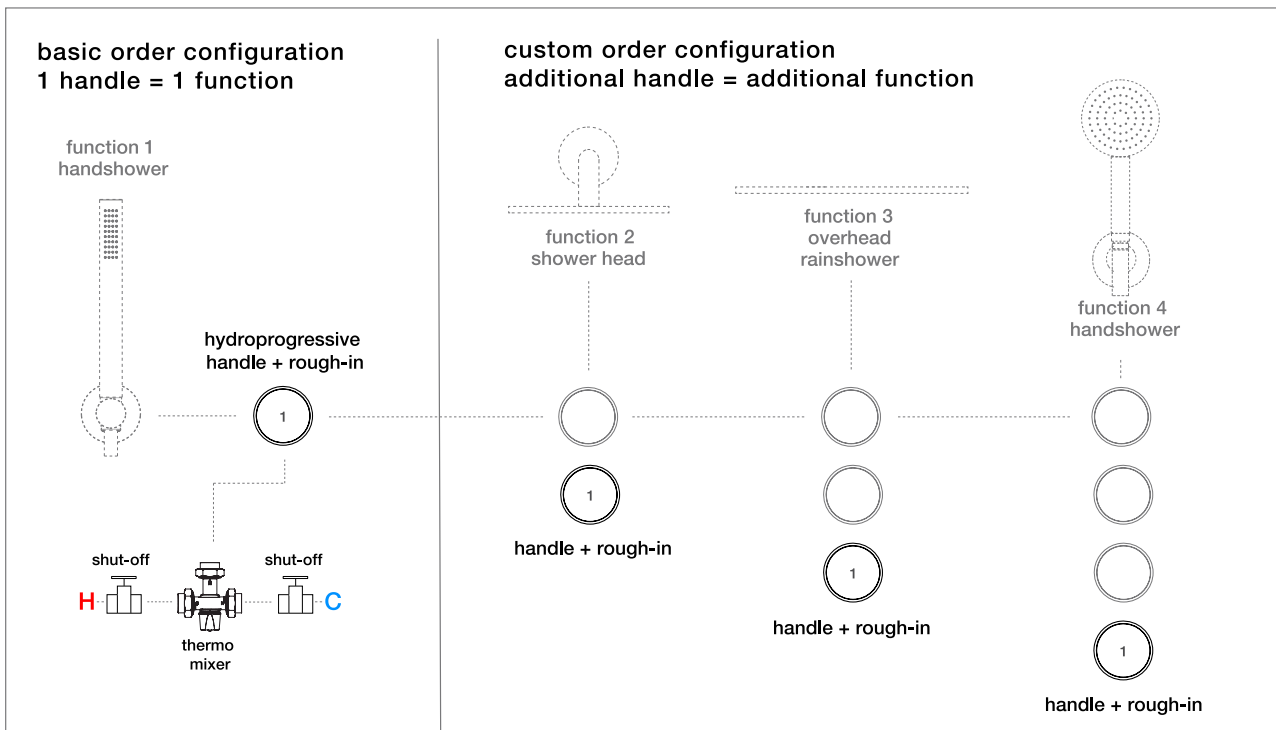 basic order configuration
1 handle = 1 function
function 1
handshower
hydroprogressive
handle + rough-in
1
shut-off
shut-off
H
C
thermo
mixer
custom order configuration
additional handle = additional function
function 2
shower head
function 3
overhead
rainshower
function 4
handshower
1
handle + rough-in
1
handle + rough-in
1
handle + rough-in